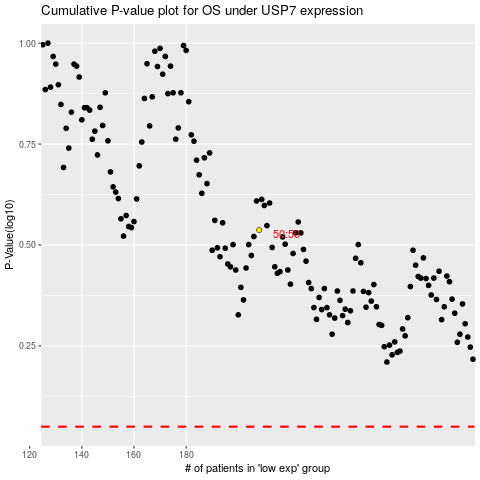 Cumulative P-value plot for OS under USP7 expression
P-Value(log10)
1.00
0.75
0.50
0.25
50:50
120 140 160 180
# of patients in 'low exp' group